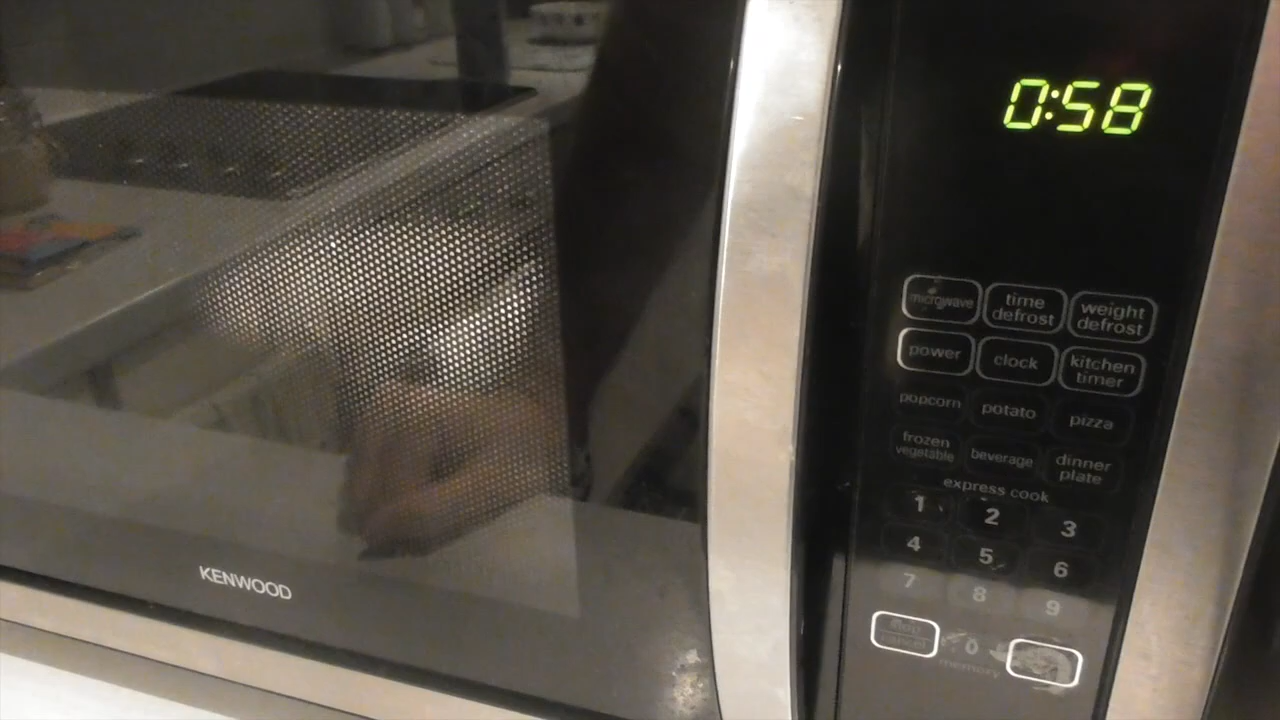 0:58
microwave time defrost weight defrost
power clock kitchen timer
popcorn potato pizza
frozen vegetable beverage dinner plate
express cook
1 2 3
4 5 6
7 8 9
cancel 0
memory
KENWOOD